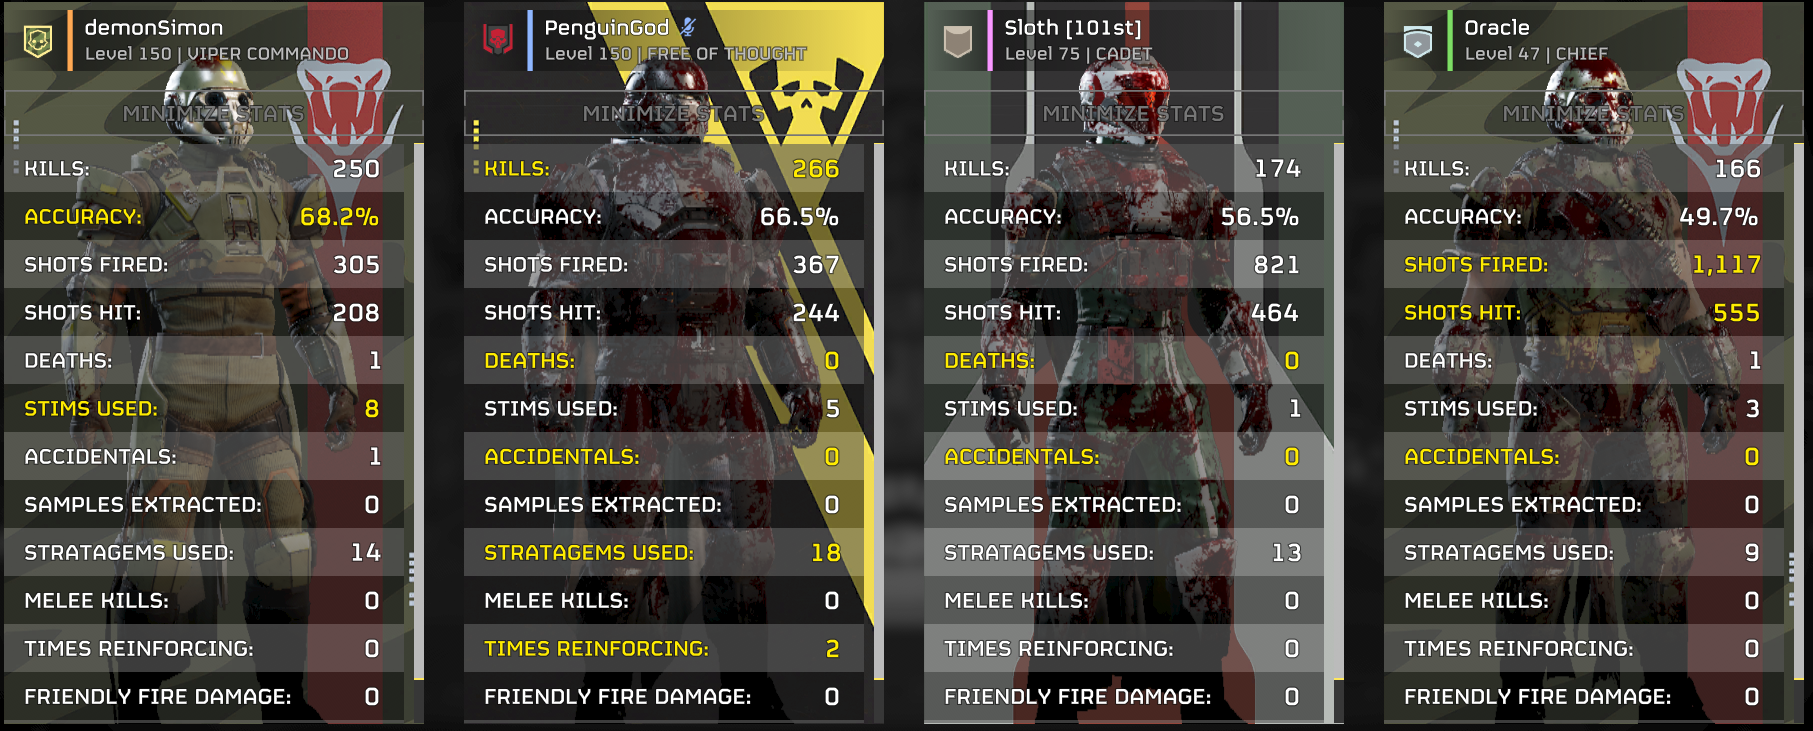 demonSimon
Level 150 | VIPER COMMANDO
MINIMIZE STATS
KILLS: 250
ACCURACY: 68.2%
SHOTS FIRED: 305
SHOTS HIT: 208
DEATHS: 1
STIMS USED: 8
ACCIDENTALS: 1
SAMPLES EXTRACTED: 0
STRATAGEMS USED: 14
MELEE KILLS: 0
TIMES REINFORCING: 0
FRIENDLY FIRE DAMAGE: 0
PenguinGod
Level 150 | FREE OF THOUGHT
MINIMIZE STATS
KILLS: 266
ACCURACY: 66.5%
SHOTS FIRED: 367
SHOTS HIT: 244
DEATHS: 0
STIMS USED: 5
ACCIDENTALS: 0
SAMPLES EXTRACTED: 0
STRATAGEMS USED: 18
MELEE KILLS: 0
TIMES REINFORCING: 2
FRIENDLY FIRE DAMAGE: 0
Sloth [101st]
Level 75 | CADET
MINIMIZE STATS
KILLS: 174
ACCURACY: 56.5%
SHOTS FIRED: 821
SHOTS HIT: 464
DEATHS: 0
STIMS USED: 1
ACCIDENTALS: 0
SAMPLES EXTRACTED: 0
STRATAGEMS USED: 13
MELEE KILLS: 0
TIMES REINFORCING: 0
FRIENDLY FIRE DAMAGE: 0
Oracle
Level 47 | CHIEF
MINIMIZE STATS
KILLS: 166
ACCURACY: 49.7%
SHOTS FIRED: 1,117
SHOTS HIT: 555
DEATHS: 1
STIMS USED: 3
ACCIDENTALS: 0
SAMPLES EXTRACTED: 0
STRATAGEMS USED: 9
MELEE KILLS: 0
TIMES REINFORCING: 0
FRIENDLY FIRE DAMAGE: 0